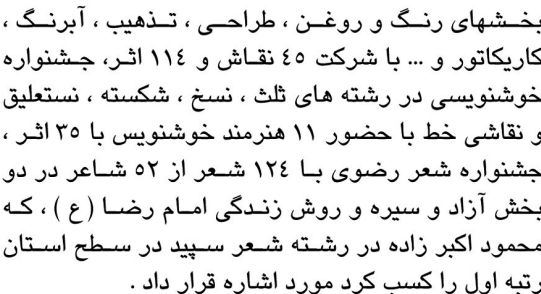 بخشهای رنگ و روغن ، طراحی ، تذهیب ، آبرنگ ،
کاریکاتور و ... با شرکت ٤٥ نقاش و ١١٤ اثر، جشنواره
خوشنویسی در رشته های ثلث ، نسخ ، شکسته ، نستعلیق
و نقاشی خط با حضور ١١ هنرمند خوشنویس با ٣٥ اثر ،
جشنواره شعر رضوی با ١٢٤ شعر از ٥٢ شاعر در دو
بخش آزاد و سیره و روش زندگی امام رضا ( ع ) ، که
محمود اکبر زاده در رشته شعر سپید در سطح استان
رتبه اول را کسب کرد مورد اشاره قرار داد .